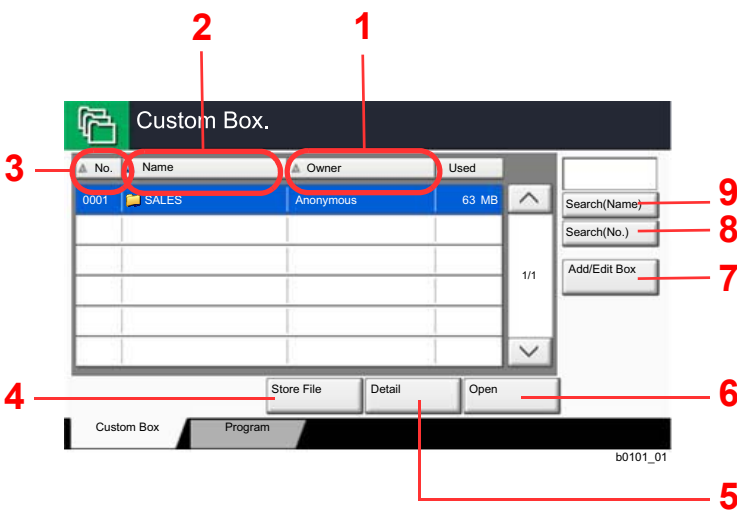 2 1
Custom Box.
3 No. Name Owner Used
0001 SALES Anonymous 63 MB
Search(Name) 9
Search(No.) 8
1/1 Add/Edit Box 7
4 Store File Detail Open 6
Custom Box Program
b0101_01
5